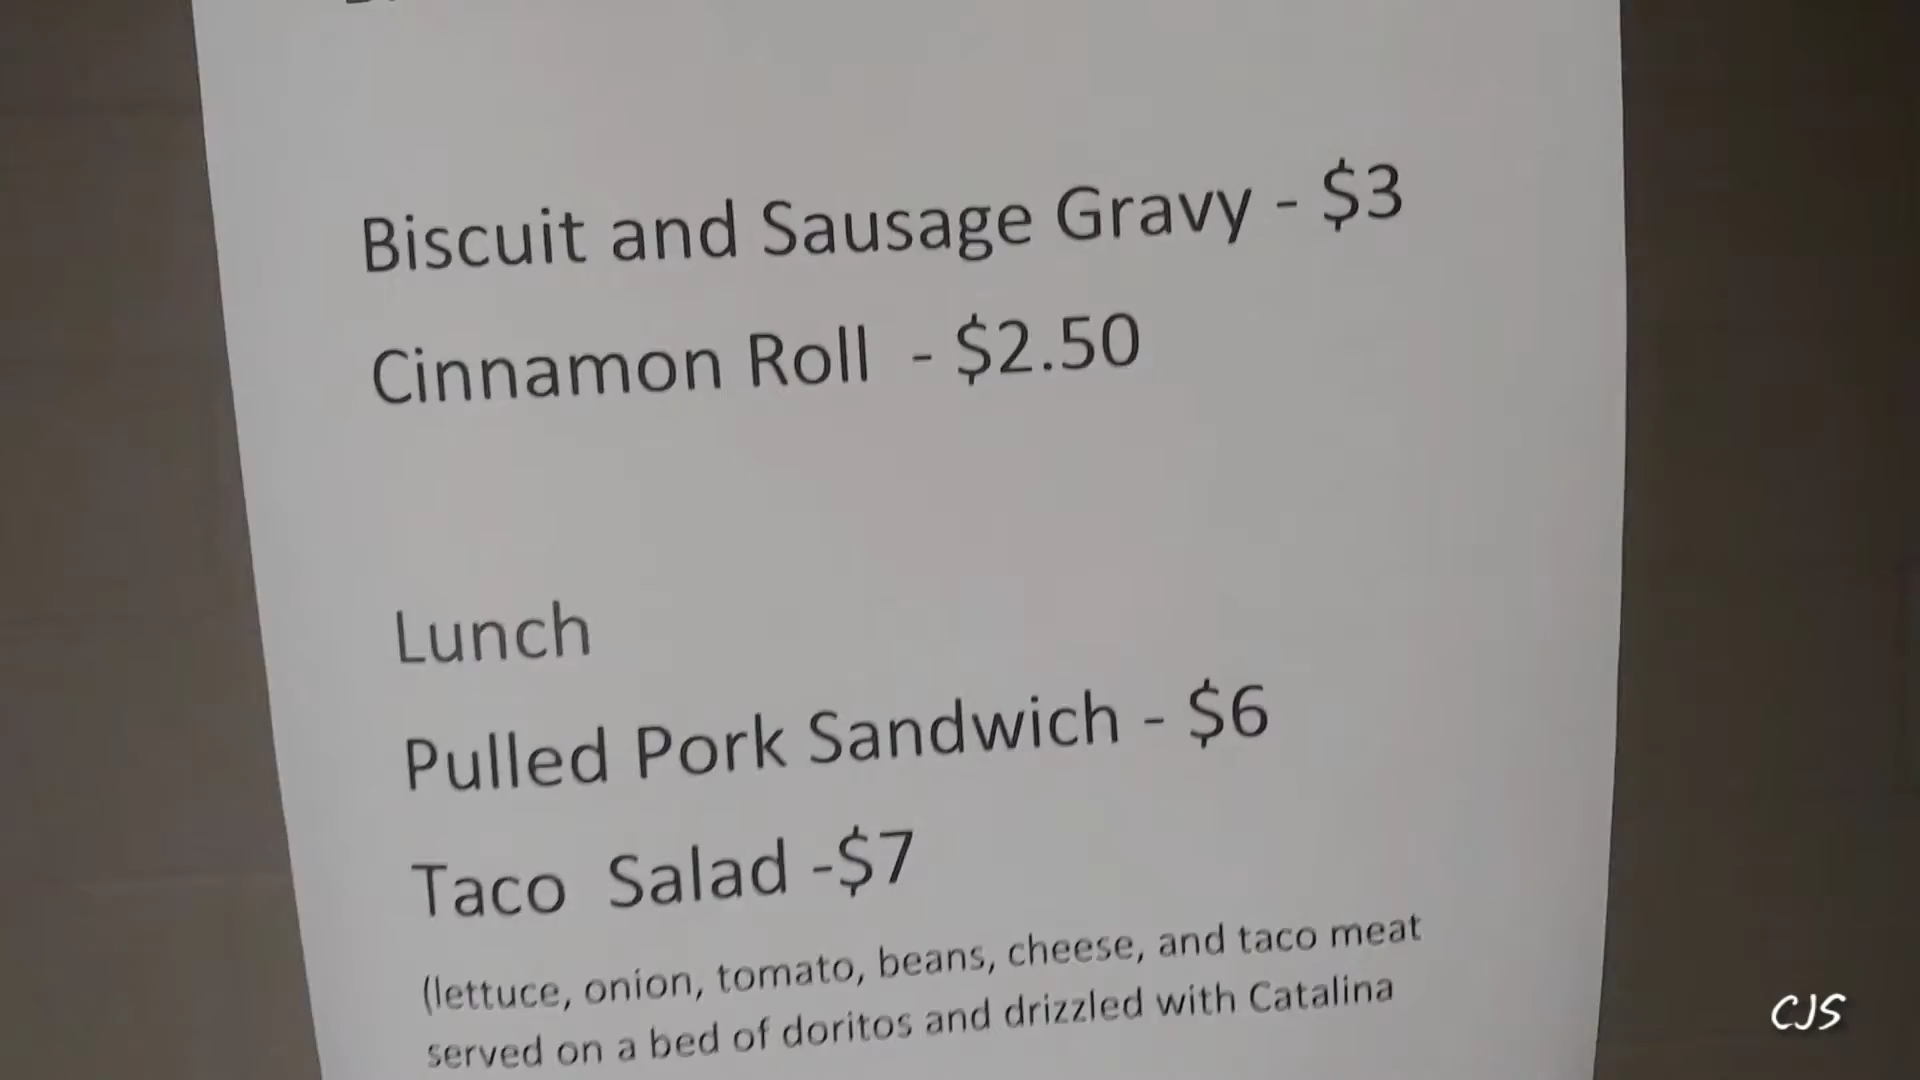 Biscuit and Sausage Gravy - $3
Cinnamon Roll - $2.50
Lunch
Pulled Pork Sandwich - $6
Taco Salad -$7
(lettuce, onion, tomato, beans, cheese, and taco meat
served on a bed of doritos and drizzled with Catalina
CJS